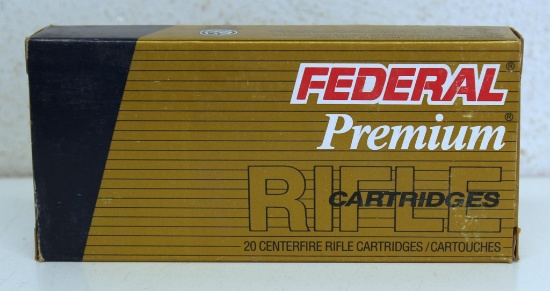 FEDERAL®
Premium®
RIFLE
CARTRIDGES
20 CENTERFIRE RIFLE CARTRIDGES/CARTOUCHES